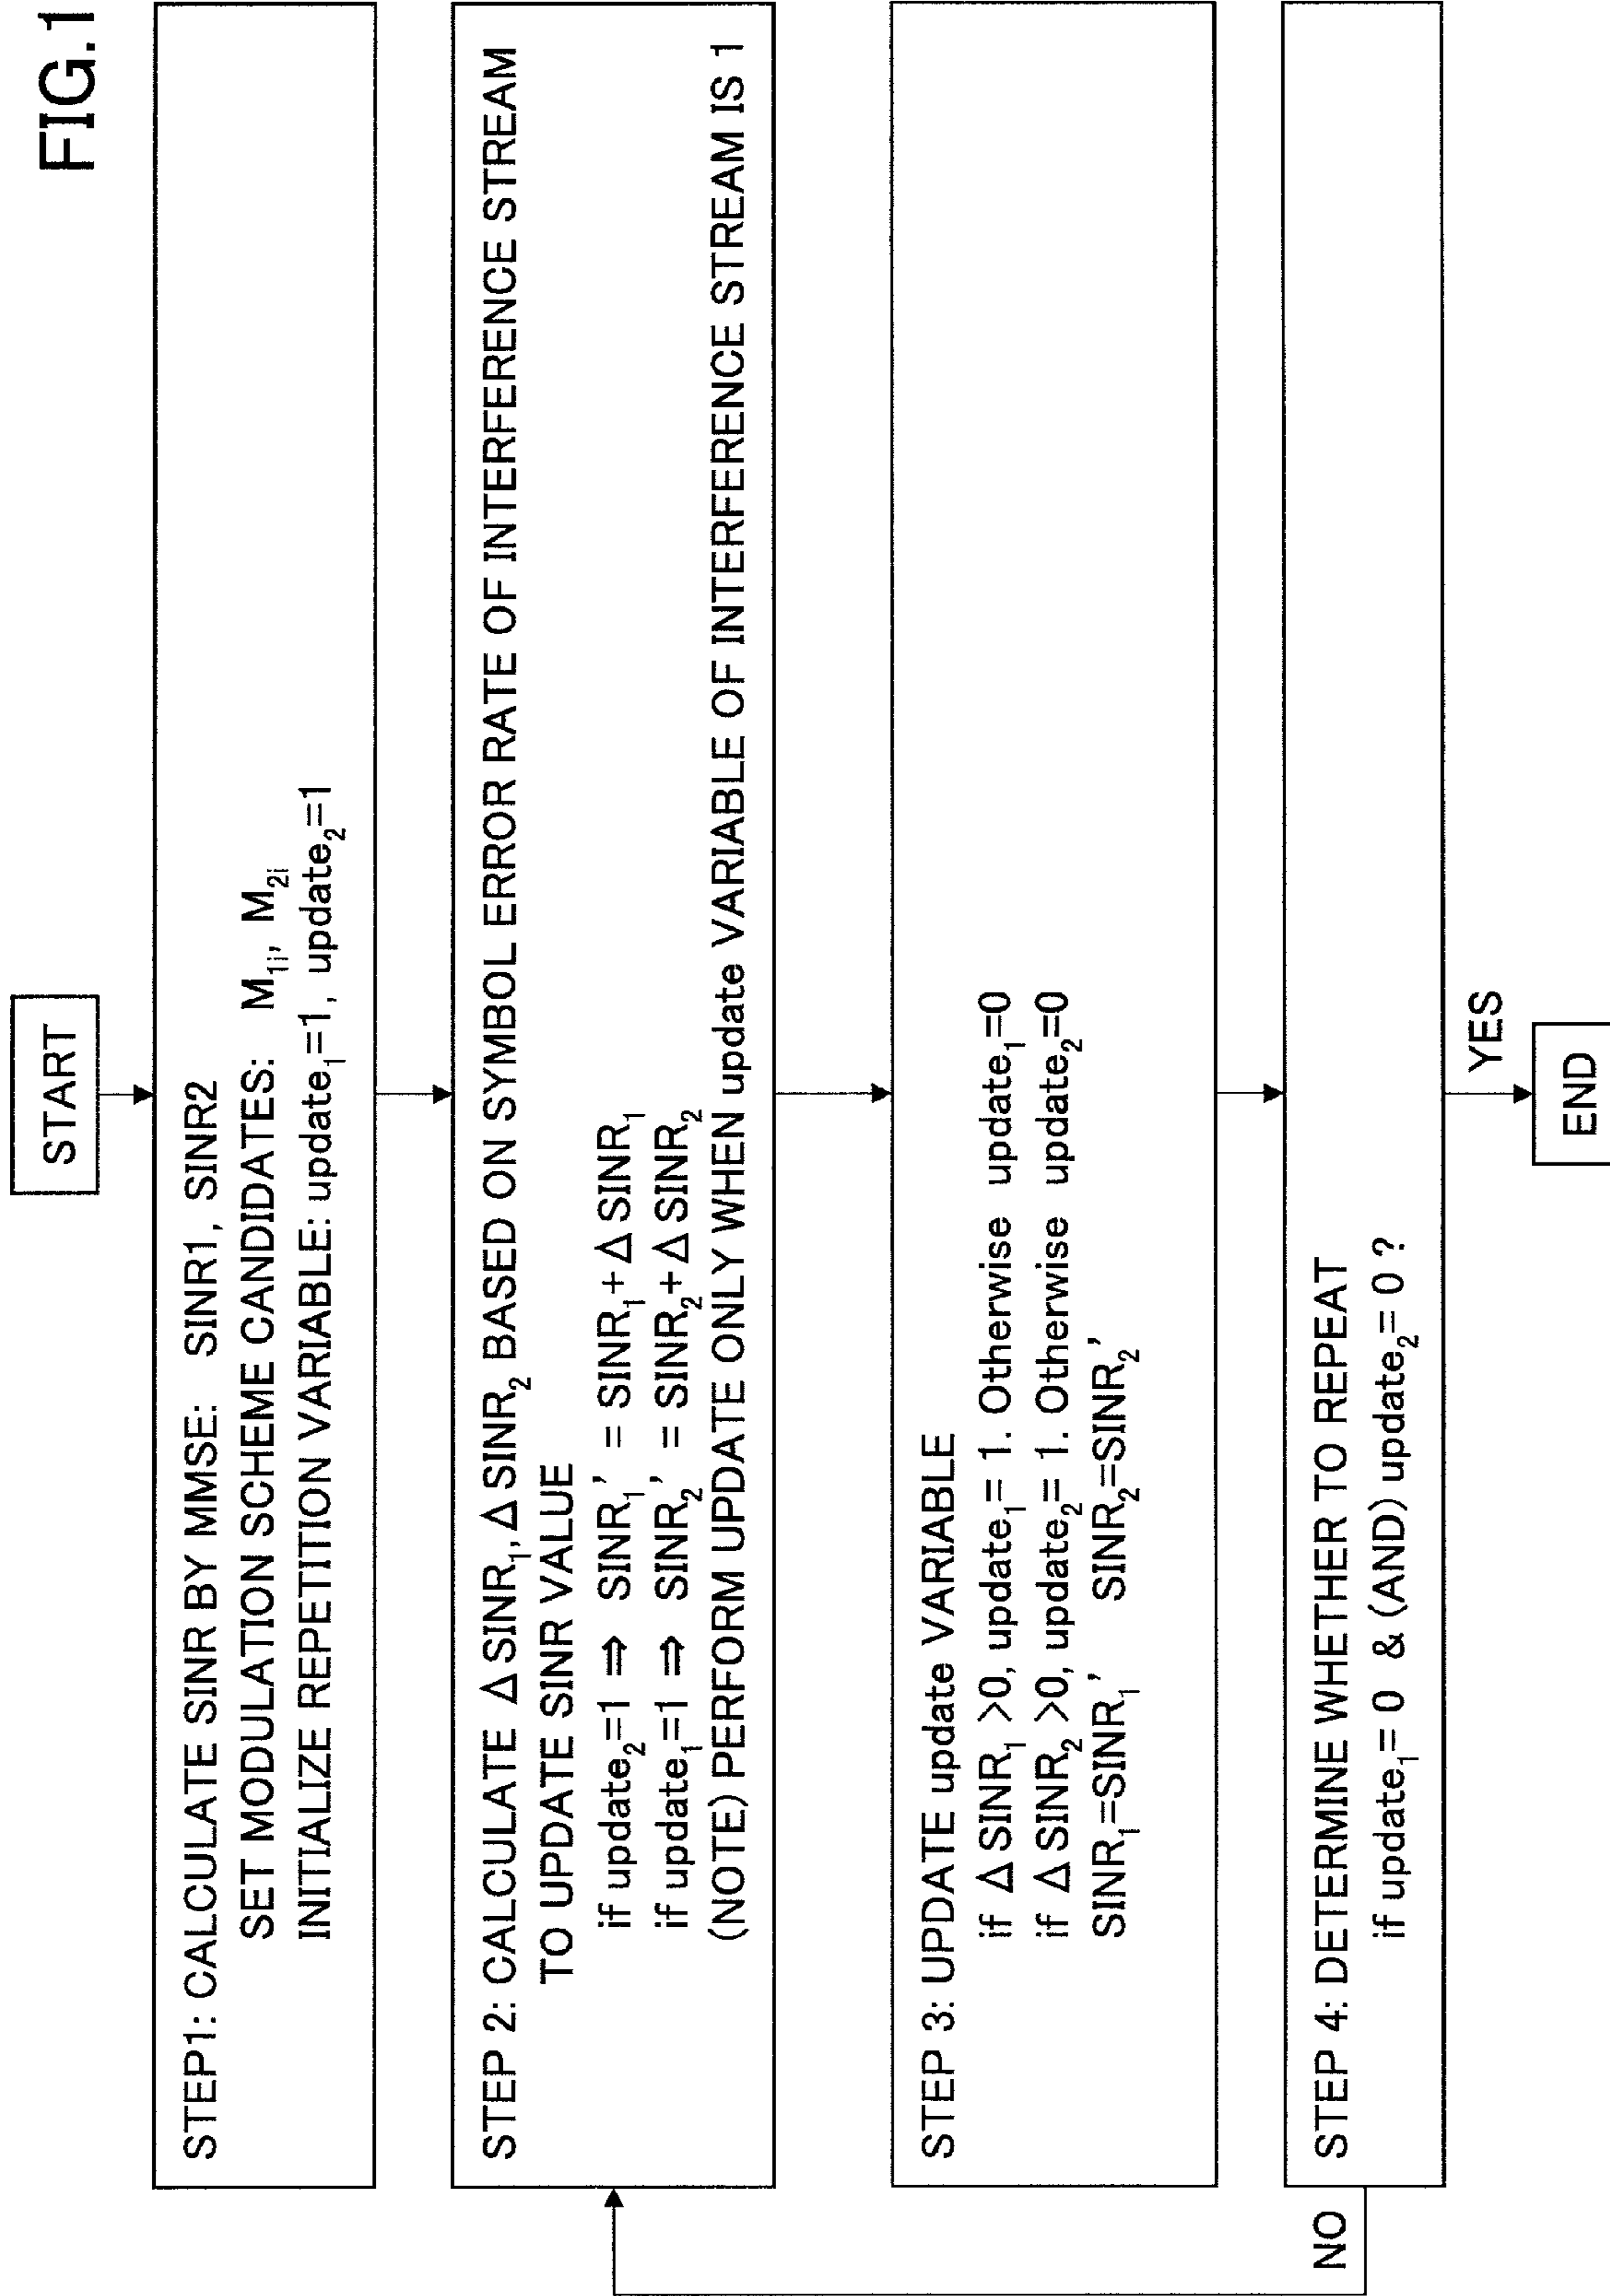 FIG.1
START
STEP1: CALCULATE SINR BY MMSE: SINR1, SINR2
SET MODULATION SCHEME CANDIDATES: M₁ᵢ, M₂ᵢ
INITIALIZE REPETITION VARIABLE: update₁=1, update₂=1
STEP 2: CALCULATE ΔSINR₁,ΔSINR₂ BASED ON SYMBOL ERROR RATE OF INTERFERENCE STREAM
TO UPDATE SINR VALUE
if update₂=1 ⇒ SINR₁' = SINR₁+ΔSINR₁
if update₁=1 ⇒ SINR₂' = SINR₂+ΔSINR₂
(NOTE) PERFORM UPDATE ONLY WHEN update VARIABLE OF INTERFERENCE STREAM IS 1
STEP 3: UPDATE update VARIABLE
if ΔSINR₁ >0, update₁= 1. Otherwise update₁=0
if ΔSINR₂ >0, update₂= 1. Otherwise update₂=0
SINR₁=SINR₁' SINR₂=SINR₂'
NO
STEP 4: DETERMINE WHETHER TO REPEAT
if update₁= 0 & (AND) update₂= 0 ?
YES
END